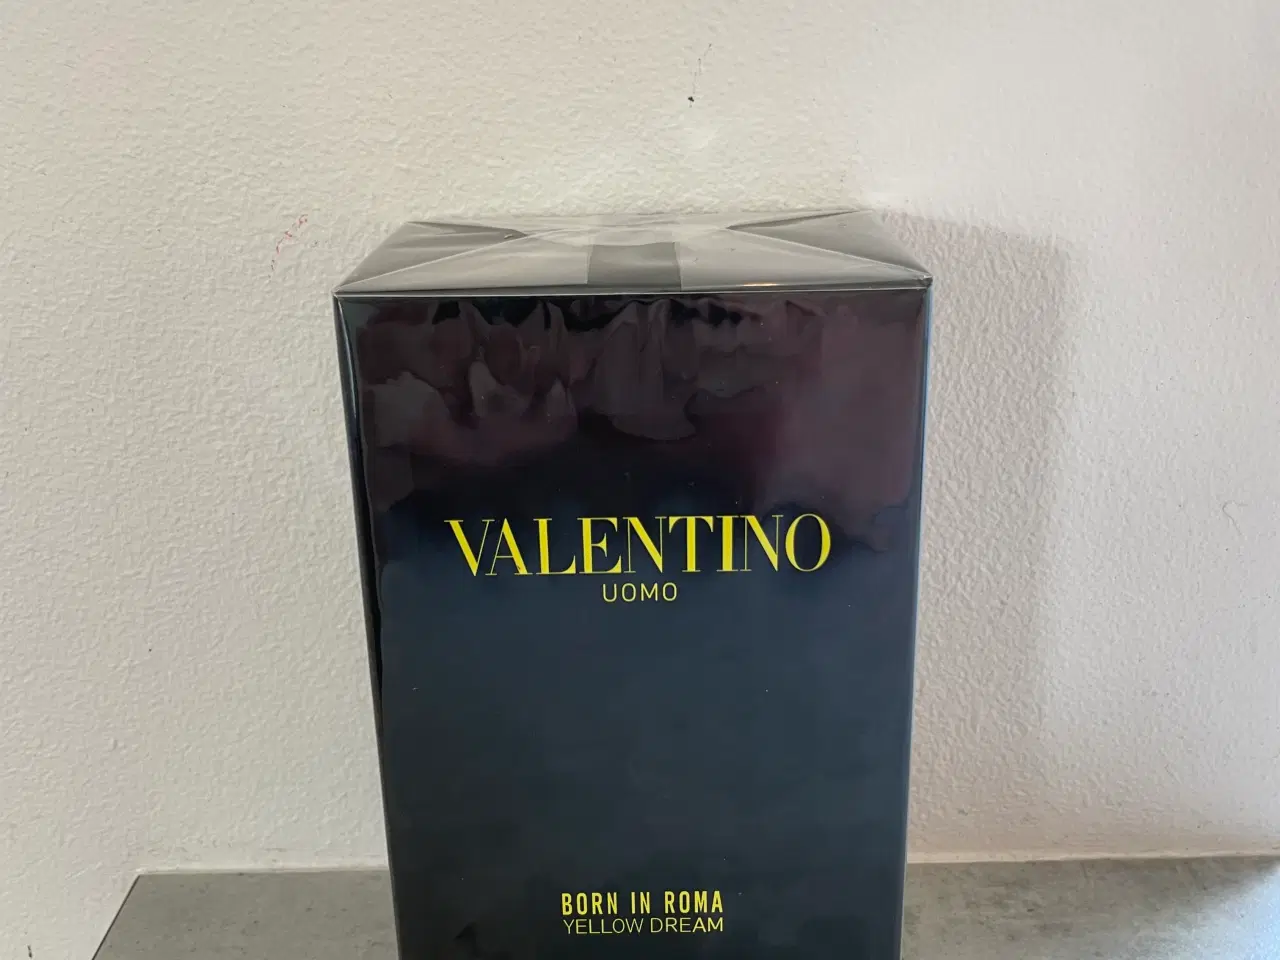 VALENTINO
UOMO
BORN IN ROMA
YELLOW DREAM